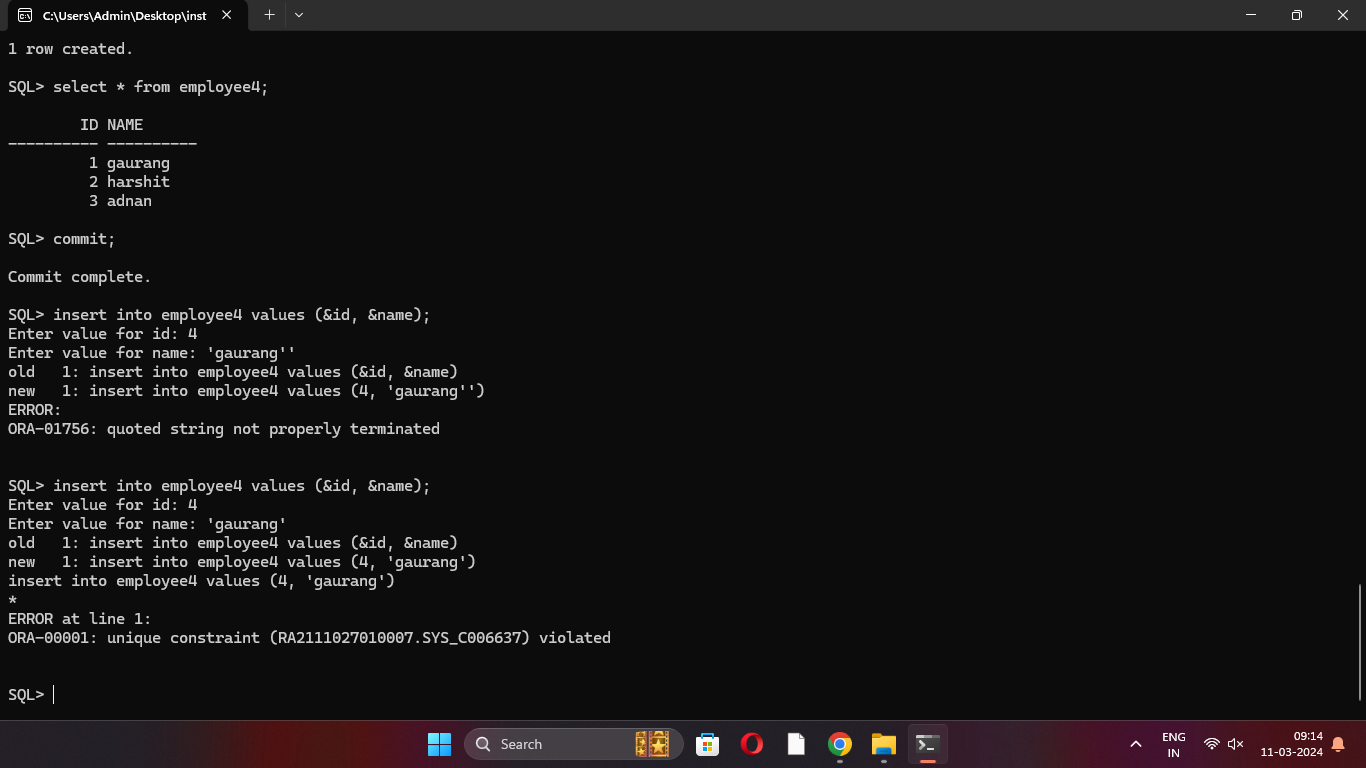 C:\Users\Admin\Desktop\inst
1 row created.
SQL> select * from employee4;
ID NAME
---------- ----------
1 gaurang
2 harshit
3 adnan
SQL> commit;
Commit complete.
SQL> insert into employee4 values (&id, &name);
Enter value for id: 4
Enter value for name: 'gaurang''
old   1: insert into employee4 values (&id, &name)
new   1: insert into employee4 values (4, 'gaurang'')
ERROR:
ORA-01756: quoted string not properly terminated
SQL> insert into employee4 values (&id, &name);
Enter value for id: 4
Enter value for name: 'gaurang'
old   1: insert into employee4 values (&id, &name)
new   1: insert into employee4 values (4, 'gaurang')
insert into employee4 values (4, 'gaurang')
*
ERROR at line 1:
ORA-00001: unique constraint (RA2111027010007.SYS_C006637) violated
SQL>
Search
ENG
IN
09:14
11-03-2024